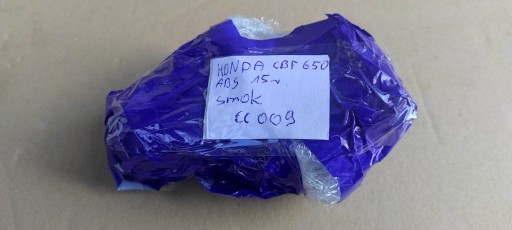 HONDA CBF 650
ABS 15r.
smok
CC009